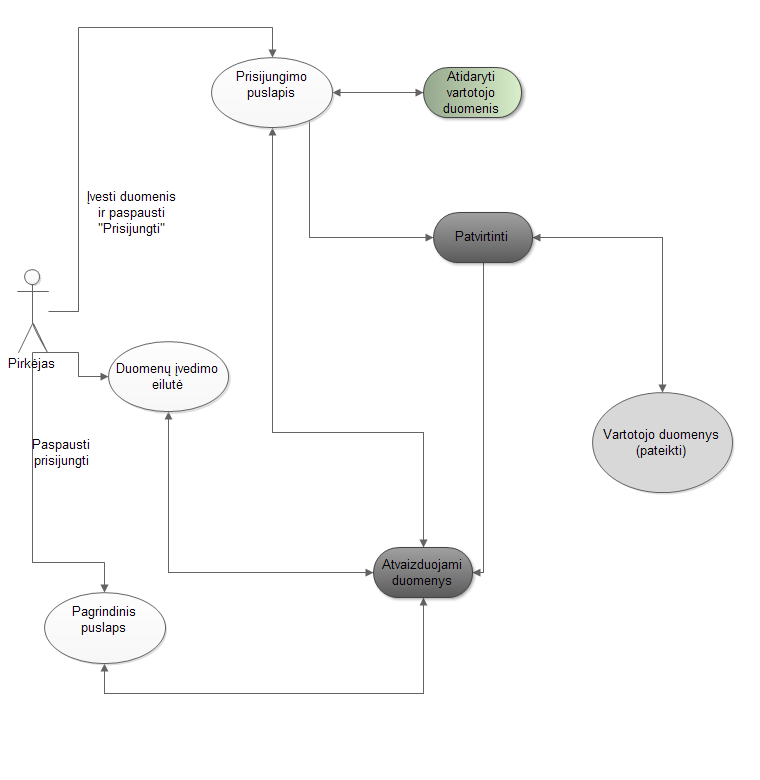 Prisijungimo
puslapis
Atidaryti
vartotojo
duomenis
Įvesti duomenis
ir paspausti
"Prisijungti"
Patvirtinti
Pirkėjas
Duomenų įvedimo
eilutė
Vartotojo duomenys
(pateikti)
Paspausti
prisijungti
Atvaizduojami
duomenys
Pagrindinis
puslaps